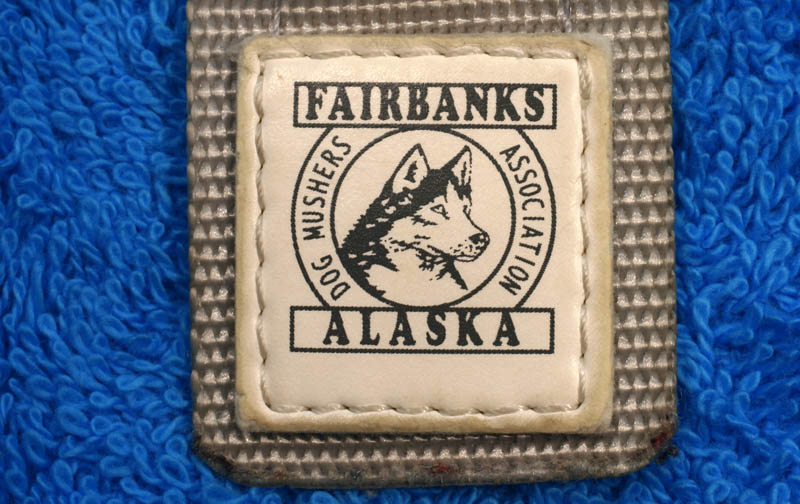 FAIRBANKS
DOG MUSHERS
ASSOCIATION
ALASKA